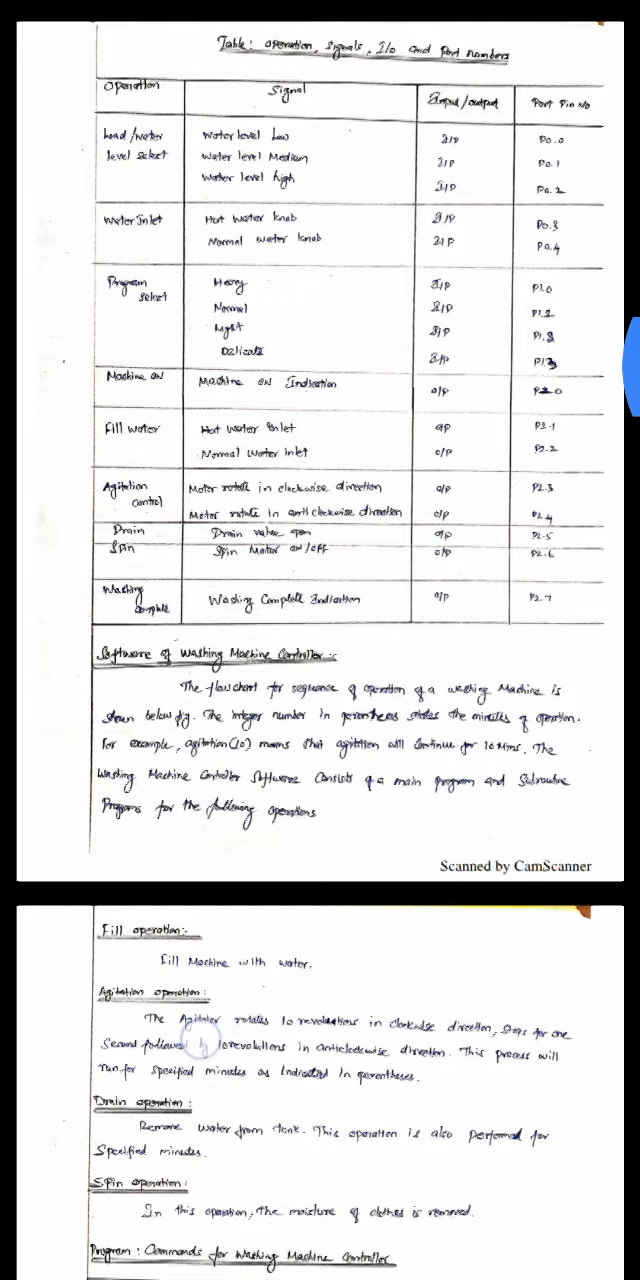 Table: Operation, Signals, I/o and Port numbers
Operation Signal Input/output Port Pin No
Load/water Water level Low I/P P0.0
level select Water level Medium I/P P0.1
Water level high I/P P0.2
Water Inlet Hot Water knob I/P P0.3
Normal Water knob I/P P0.4
Program Heavy I/P P1.0
select Normal I/P
I/P
Delicate I/P
Machine ON Machine ON Indication O/P P2.0
Fill Water Hot Water Inlet O/P P2.1
Normal Water Inlet O/P P2.2
Agitation Motor rotate in clockwise direction O/P P2.3
control Motor rotate in anti clockwise direction O/P P2.4
Drain Drain valve open O/P P2.5
Spin Spin Motor on/off O/P P2.6
Washing Washing Complete Indication O/P P2.7
complete
Software of Washing Machine Controller:-
The flowchart for sequence of operation of a washing Machine is
shown below fig. The integer number in parentheses states the minutes of operation.
For example, agitation(10) means that agitation will continue for 10 Mins. The
Washing Machine Controller Software Consists of a main program and Subroutine
Programs for the following operations
Scanned by CamScanner
Fill operation:-
Fill Machine with water.
Agitation operation:
The Agitator rotates 10 revolutions in clockwise direction, Stops for one
Second followed by 10 revolutions in anticlockwise direction. This process will
run for specified minutes as Indicated In parentheses.
Drain operation:
Remove water from tank. This operation is also performed for
Specified minutes.
Spin operation:
In this operation, the moisture of clothes is removed.
Program: Commands for Washing Machine Controller